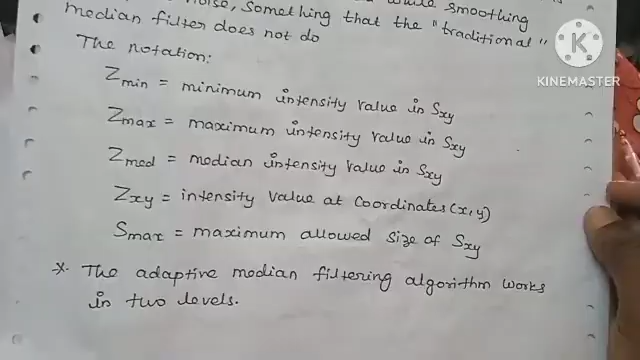 noise, something that the "traditional"
smoothing
median filter does not do
The notation:
Zmin = minimum intensity value in Sxy
Zmax = maximum intensity value in Sxy
Zmed = median intensity value in Sxy
Zxy = intensity value at coordinates (x, y)
Smax = maximum allowed size of Sxy
* The adaptive median filtering algorithm works
in two levels.
KINEMASTER